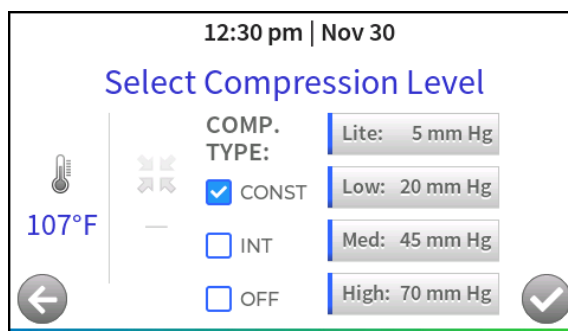 12:30 pm | Nov 30
Select Compression Level
107°F
COMP.
TYPE:
CONST
INT
OFF
Lite: 5 mm Hg
Low: 20 mm Hg
Med: 45 mm Hg
High: 70 mm Hg